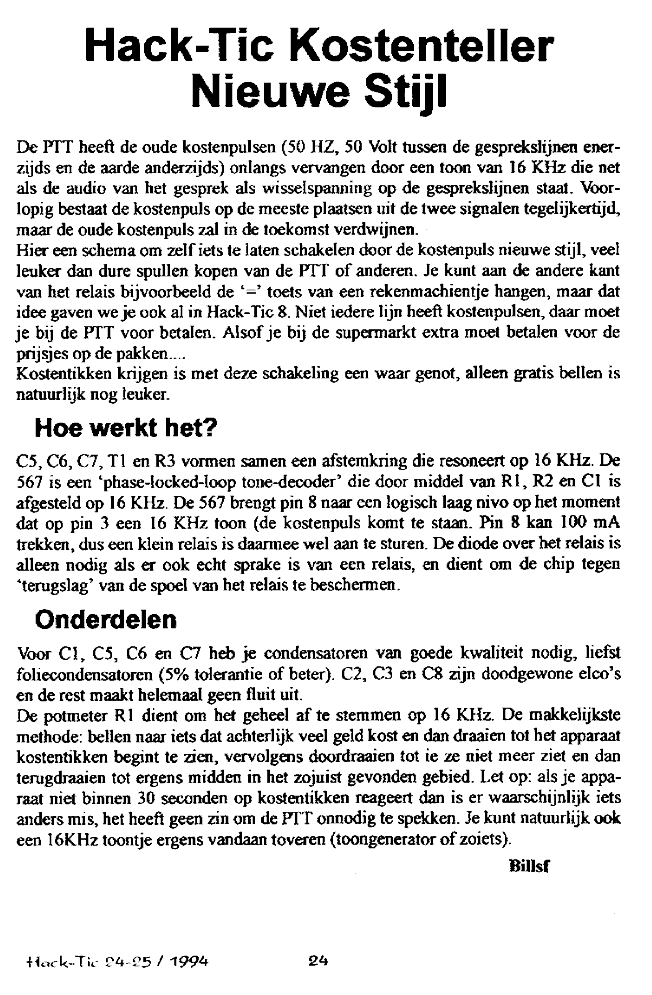 Hack-Tic Kostenteller
Nieuwe Stijl
De PTT heeft de oude kostenpulsen (50 HZ, 50 Volt tussen de gesprekslijnen ener-
zijds en de aarde anderzijds) onlangs vervangen door een toon van 16 KHz die net
als de audio van het gesprek als wisselspanning op de gesprekslijnen staat. Voor-
lopig bestaat de kostenpuls op de meeste plaatsen uit de twee signalen tegelijkertijd,
maar de oude kostenpuls zal in de toekomst verdwijnen.
Hier een schema om zelf iets te laten schakelen door de kostenpuls nieuwe stijl, veel
leuker dan dure spullen kopen van de PTT of anderen. Je kunt aan de andere kant
van het relais bijvoorbeeld de ‘=’ toets van een rekenmachientje hangen, maar dat
idee gaven we je ook al in Hack-Tic 8. Niet iedere lijn heeft kostenpulsen, daar moet
je bij de PTT voor betalen. Alsof je bij de supermarkt extra moet betalen voor de
prijsjes op de pakken....
Kostentikken krijgen is met deze schakeling een waar genot, alleen gratis bellen is
natuurlijk nog leuker.
Hoe werkt het?
C5, C6, C7, T1 en R3 vormen samen een afstemkring die resoneert op 16 KHz. De
567 is een ‘phase-locked-loop tone-decoder’ die door middel van R1, R2 en C1 is
afgesteld op 16 KHz. De 567 brengt pin 8 naar een logisch laag nivo op het moment
dat op pin 3 een 16 KHz toon (de kostenpuls komt te staan. Pin 8 kan 100 mA
trekken, dus een klein relais is daarmee wel aan te sturen. De diode over het relais is
alleen nodig als er ook echt sprake is van een relais, en dient om de chip tegen
‘terugslag’ van de spoel van het relais te beschermen.
Onderdelen
Voor C1, C5, C6 en C7 heb je condensatoren van goede kwaliteit nodig, liefst
foliecondensatoren (5% tolerantie of beter). C2, C3 en C8 zijn doodgewone elco’s
en de rest maakt helemaal geen fluit uit.
De potmeter R1 dient om het geheel af te stemmen op 16 KHz. De makkelijkste
methode: bellen naar iets dat achterlijk veel geld kost en dan draaien tot het apparaat
kostentikken begint te zien, vervolgens doordraaien tot ie ze niet meer ziet en dan
terugdraaien tot ergens midden in het zojuist gevonden gebied. Let op: als je appa-
raat niet binnen 30 seconden op kostentikken reageert dan is er waarschijnlijk iets
anders mis, het heeft geen zin om de PTT onnodig te spekken. Je kunt natuurlijk ook
een 16KHz toontje ergens vandaan toveren (toongenerator of zoiets).
Billsf
Hack-Tic 24-25 / 1994 24